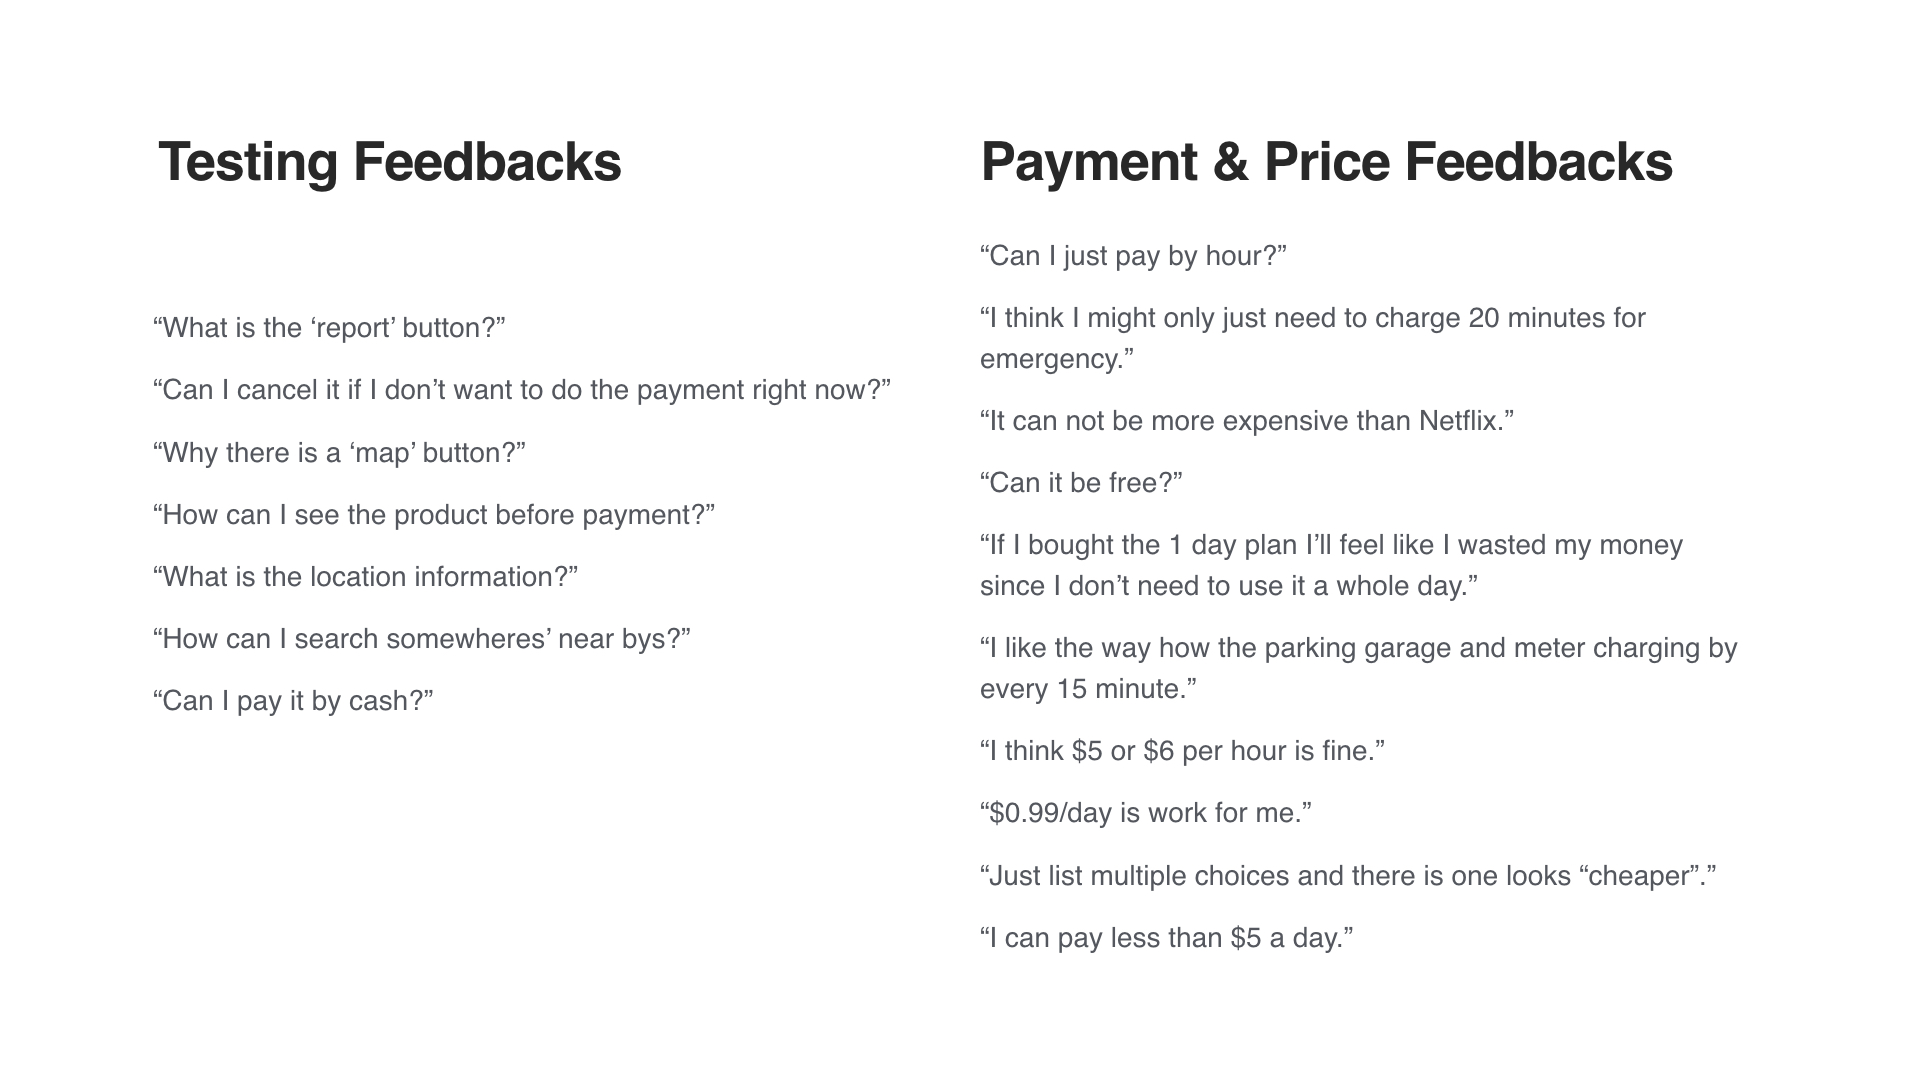 Testing Feedbacks
“What is the ‘report’ button?”
“Can I cancel it if I don’t want to do the payment right now?”
“Why there is a ‘map’ button?”
“How can I see the product before payment?”
“What is the location information?”
“How can I search somewheres’ near bys?”
“Can I pay it by cash?”
Payment & Price Feedbacks
“Can I just pay by hour?”
“I think I might only just need to charge 20 minutes for
emergency.”
“It can not be more expensive than Netflix.”
“Can it be free?”
“If I bought the 1 day plan I’ll feel like I wasted my money
since I don’t need to use it a whole day.”
“I like the way how the parking garage and meter charging by
every 15 minute.”
“I think $5 or $6 per hour is fine.”
“$0.99/day is work for me.”
“Just list multiple choices and there is one looks “cheaper”.”
“I can pay less than $5 a day.”